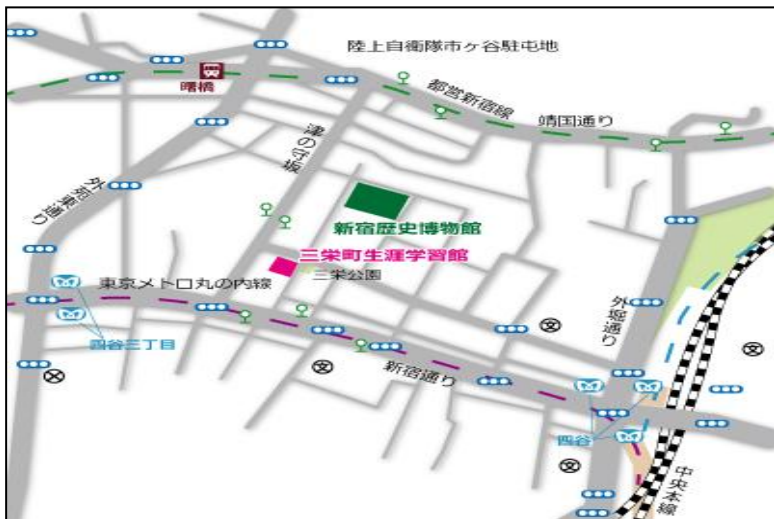 陸上自衛隊市ヶ谷駐屯地
曙橋
都営新宿線
靖国通り
津の守坂
外苑東通り
新宿歴史博物館
三栄町生涯学習館
三栄公園
東京メトロ丸の内線
四谷三丁目
外堀通り
新宿通り
四谷
中央本線
文
文
文
文